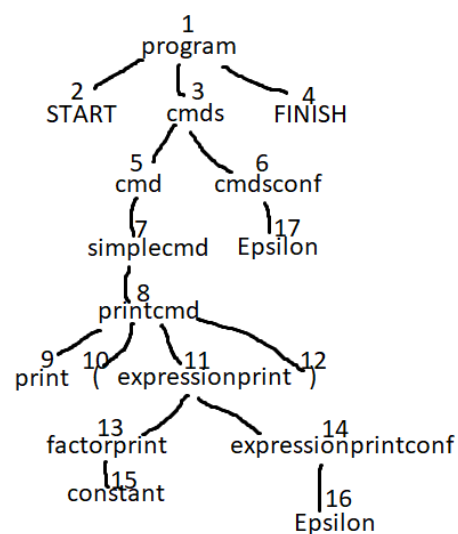 1
program
2 3 4
START cmds FINISH
5 6
cmd cmdsconf
7 17
simplecmd Epsilon
8
printcmd
9 10 11 12
print ( expressionprint )
13 14
factorprint expressionprintconf
15 16
constant Epsilon